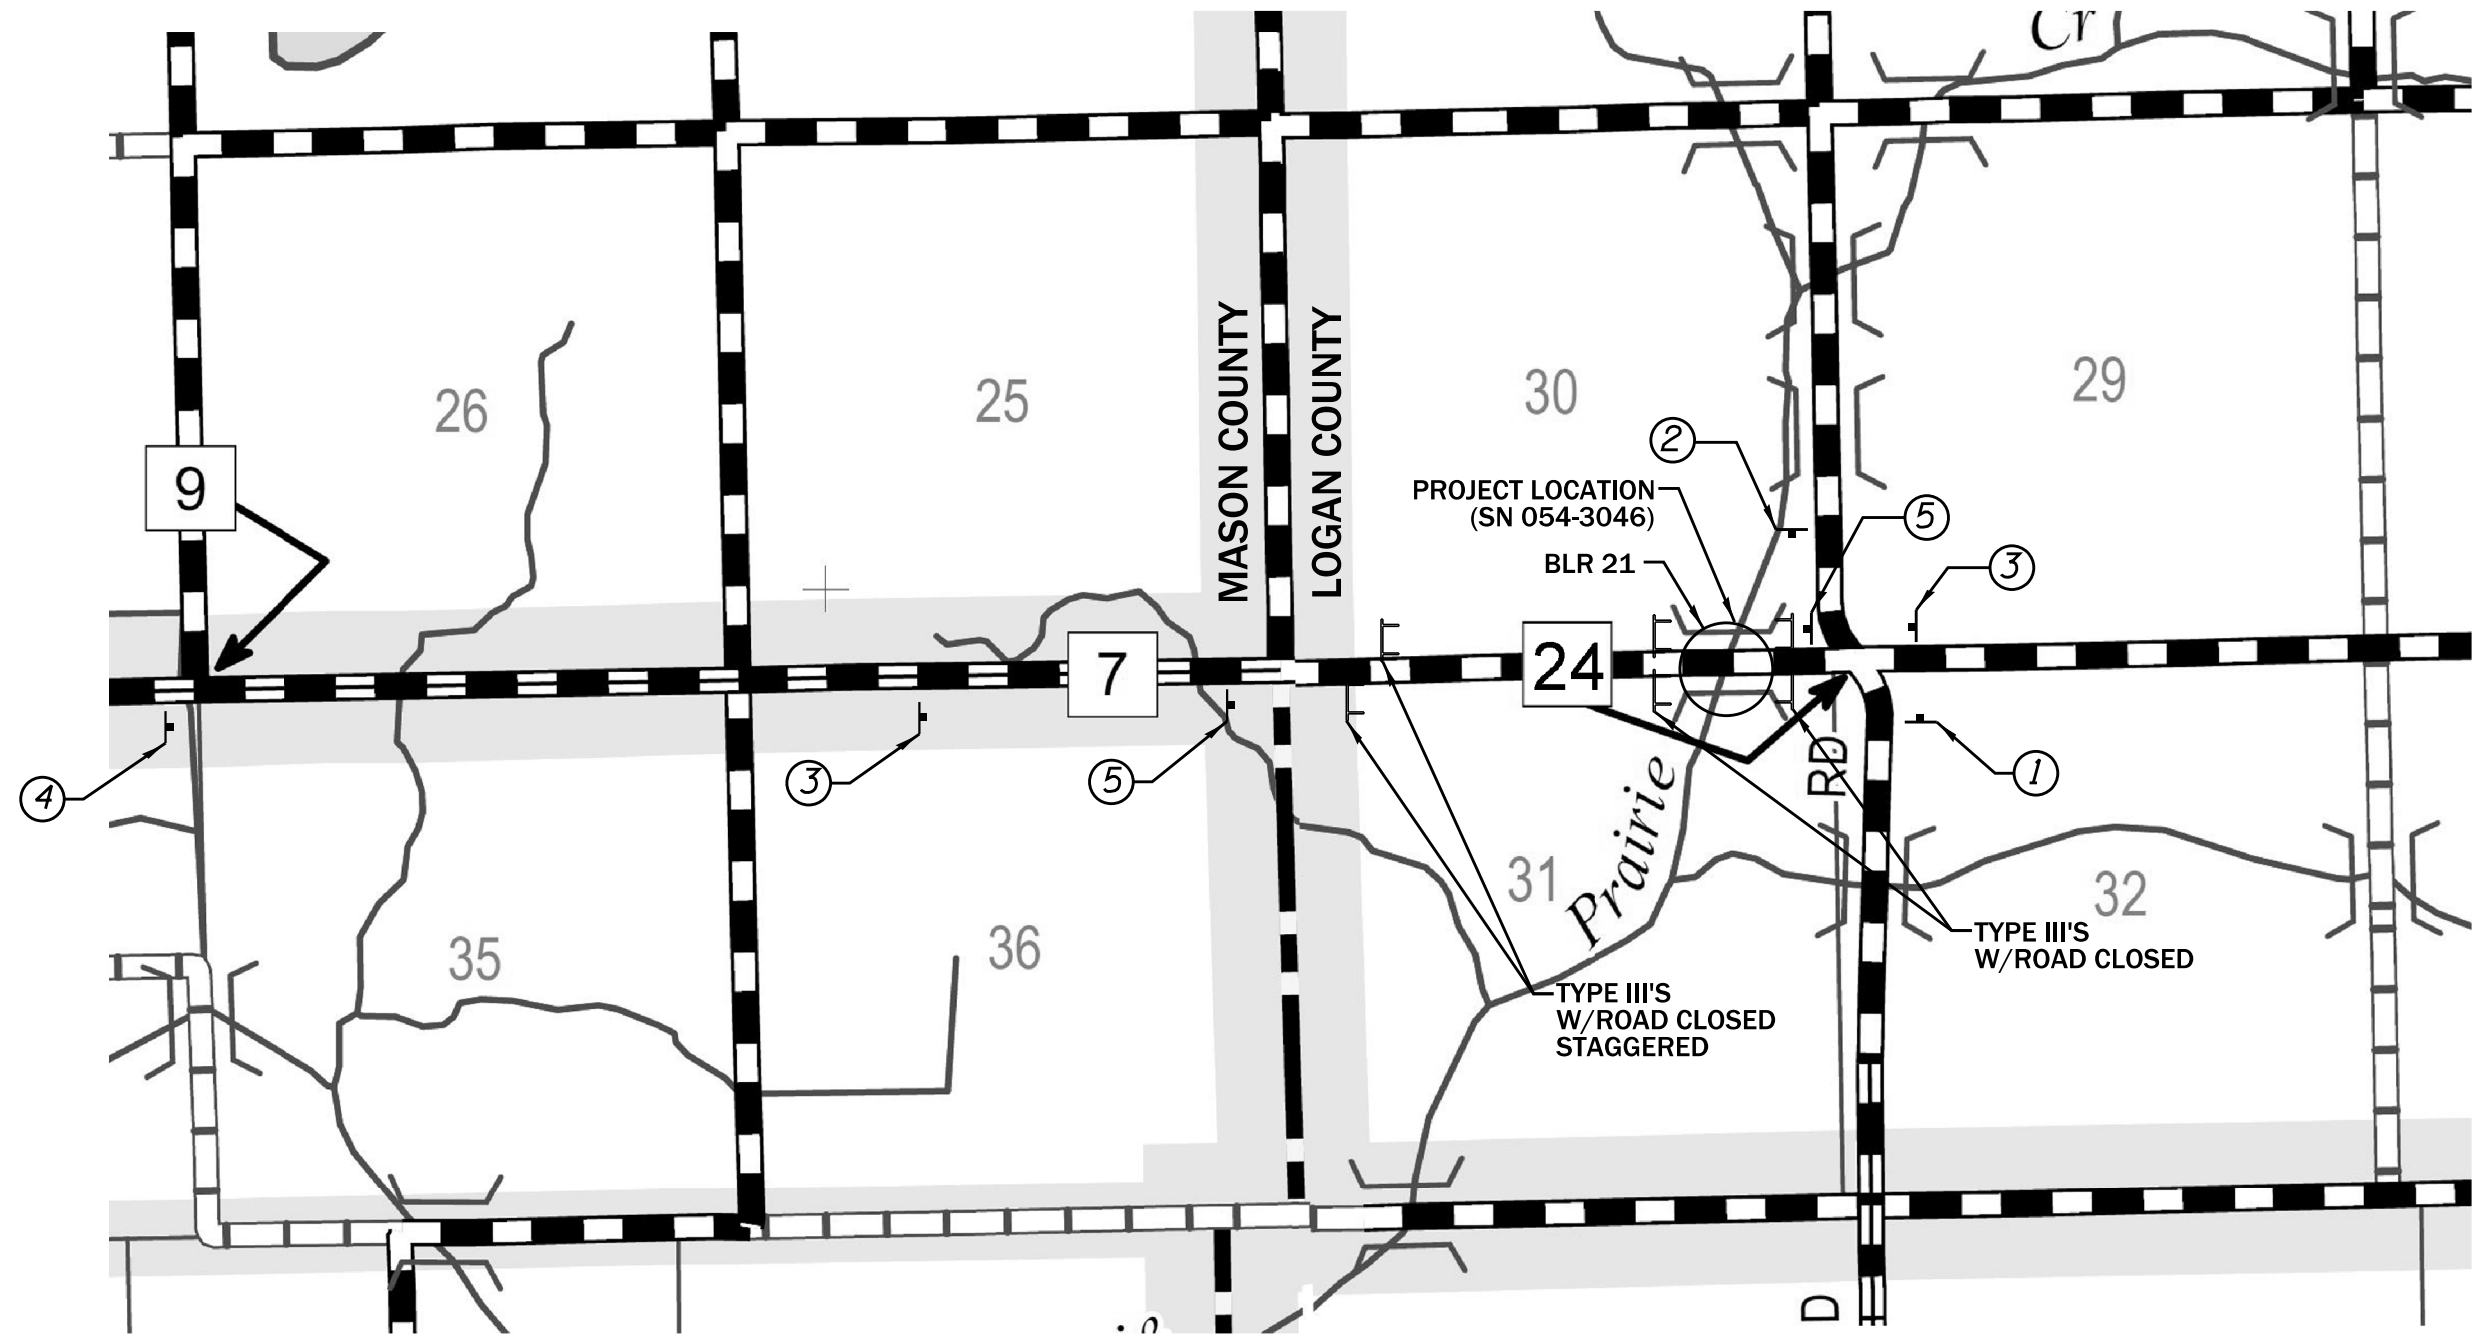 Cr
MASON COUNTY
LOGAN COUNTY
26
25
30
29
9
2
PROJECT LOCATION
(SN 054-3046)
BLR 21
5
3
7
24
4
3
5
1
RD
Prairie
31
32
35
36
TYPE III'S
W/ROAD CLOSED
TYPE III'S
W/ROAD CLOSED
STAGGERED
D